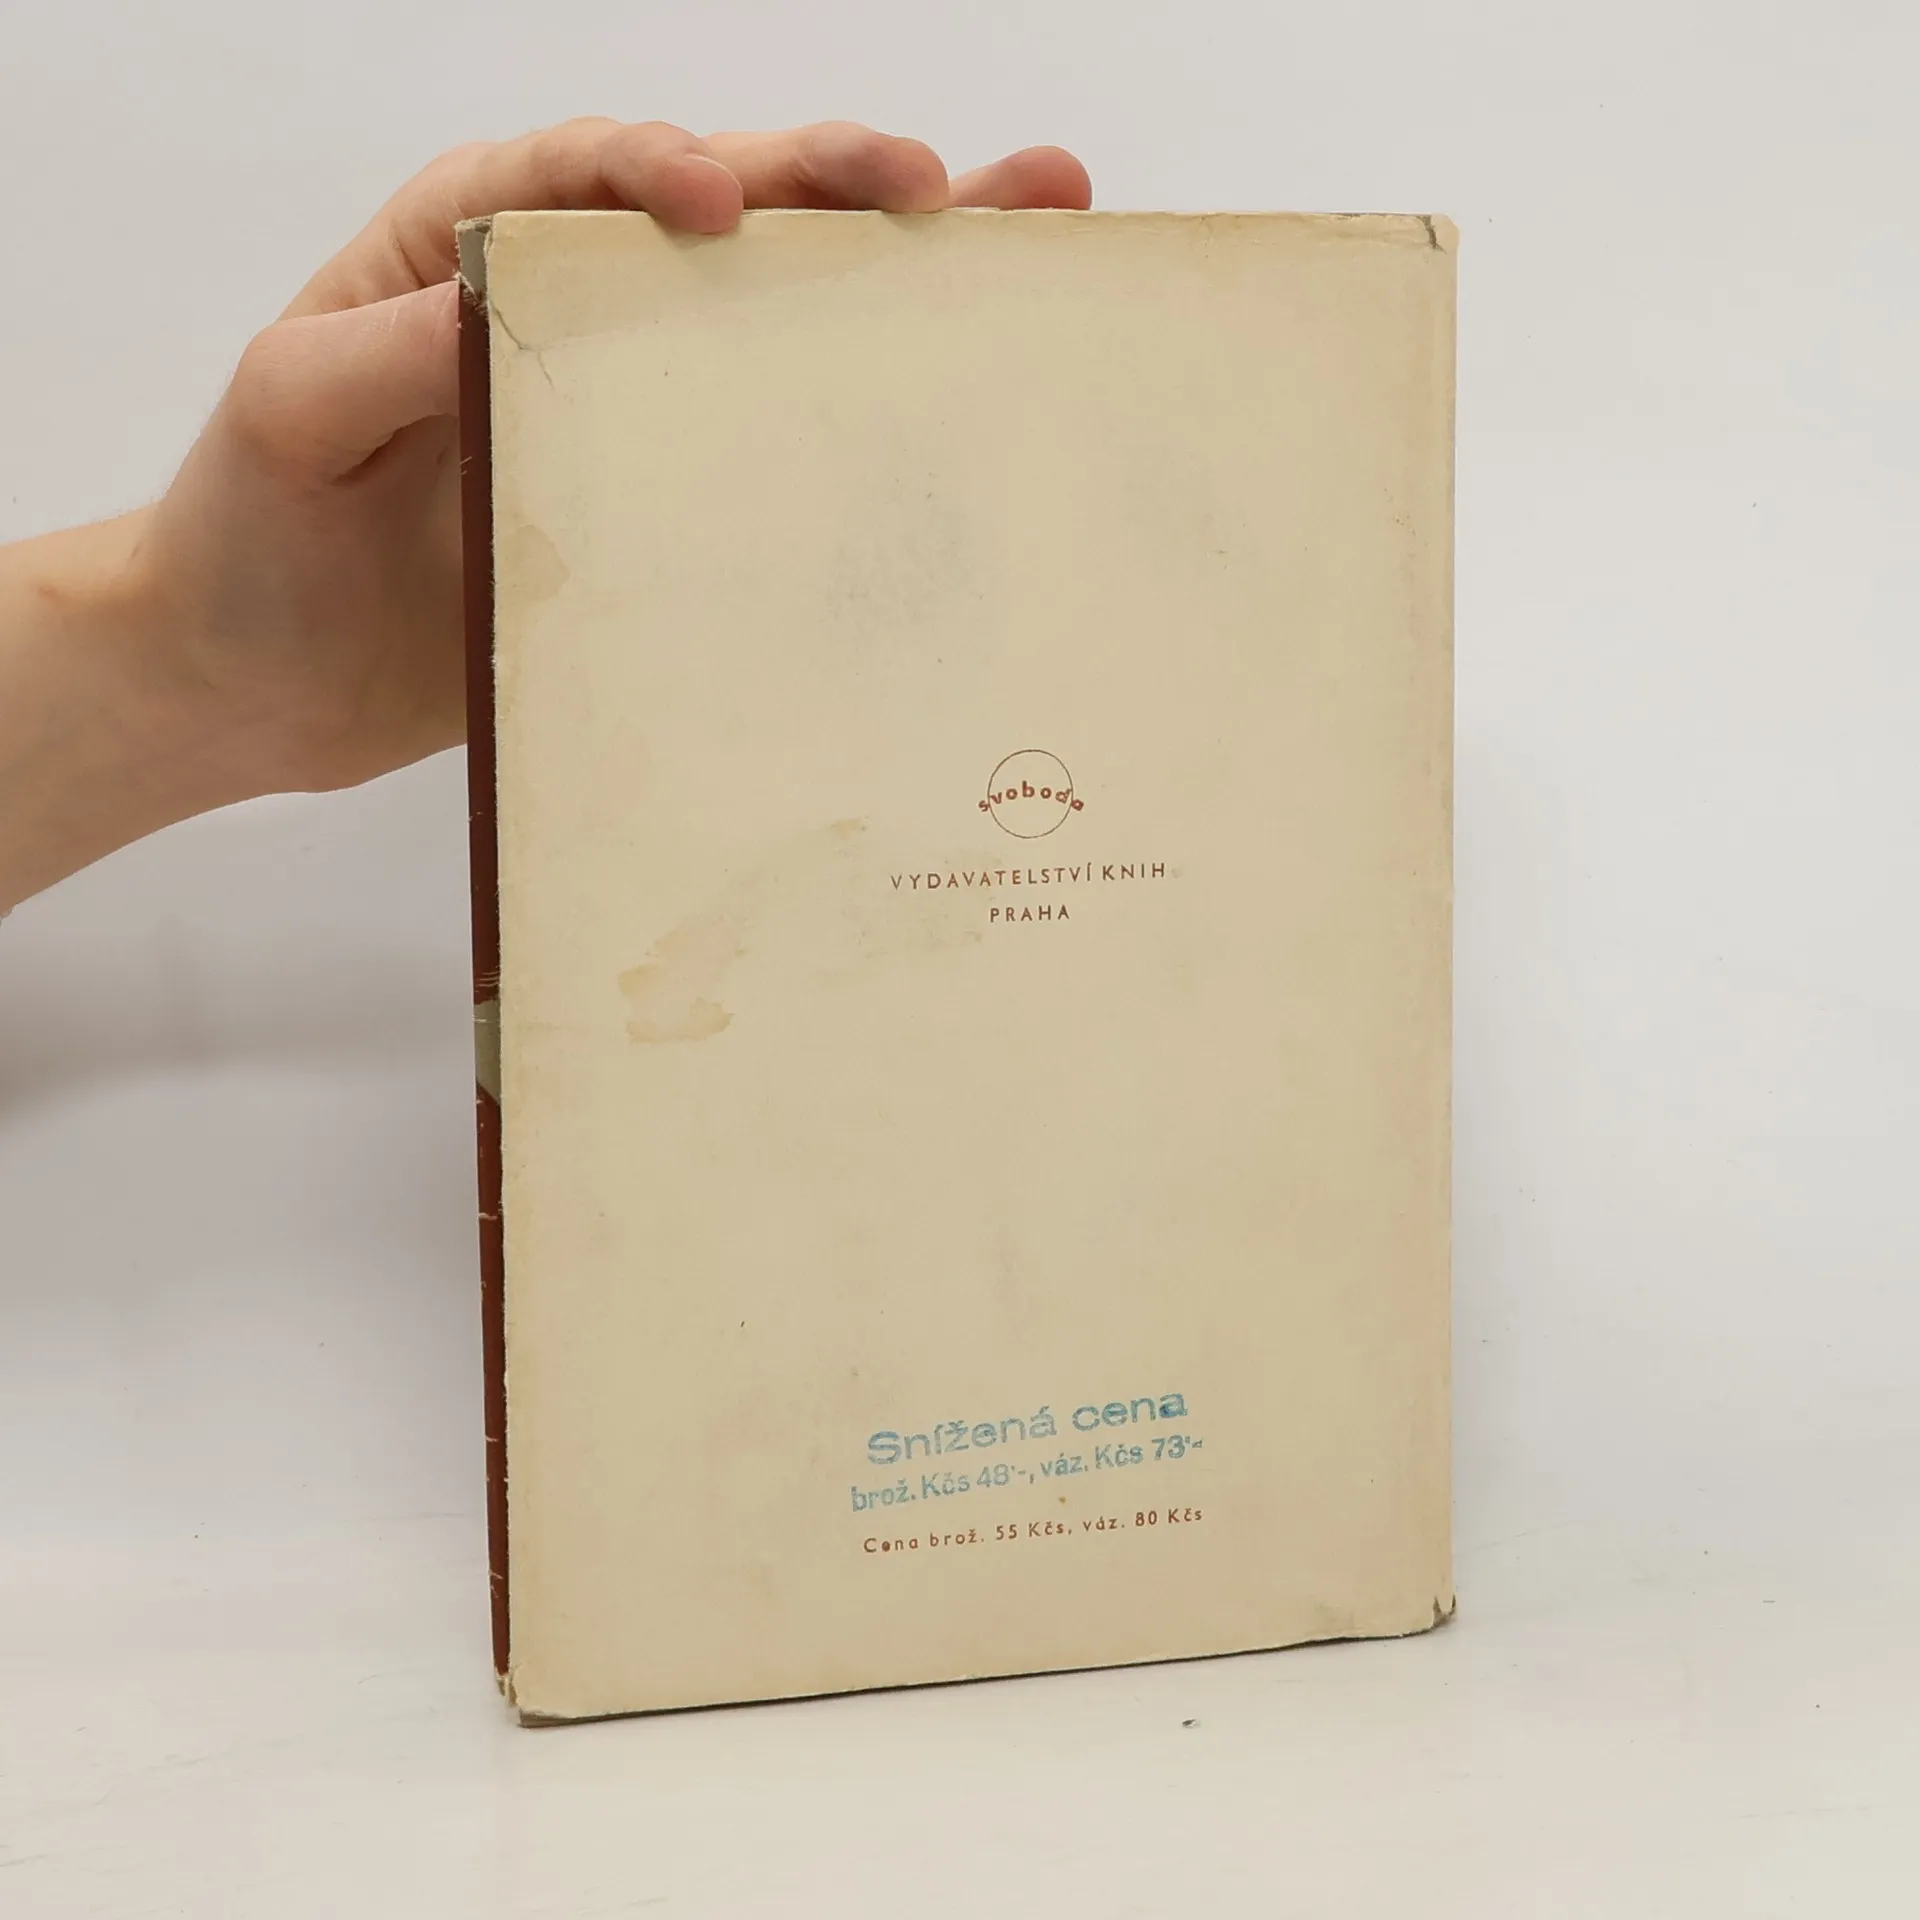 svoboda
VYDAVATELSTVÍ KNIH
PRAHA
Snížená cena
brož. Kčs 48'-, váz. Kčs 73'-
Cena brož. 55 Kčs, váz. 80 Kčs